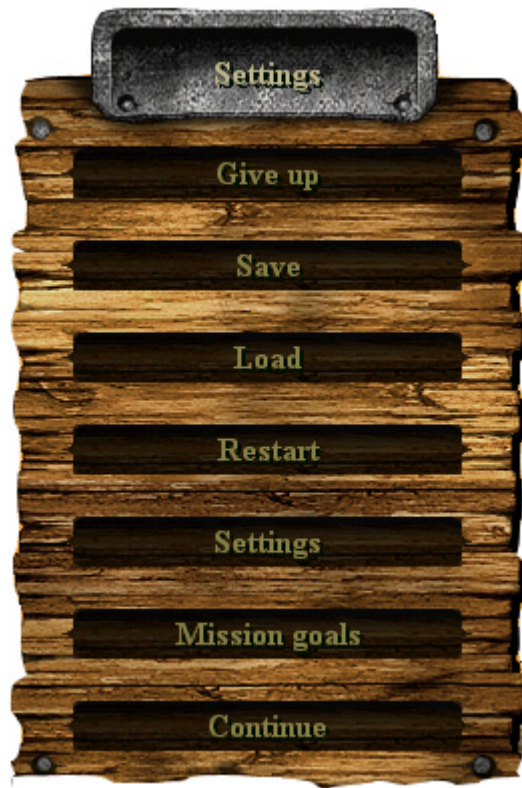 Settings
Give up
Save
Load
Restart
Settings
Mission goals
Continue